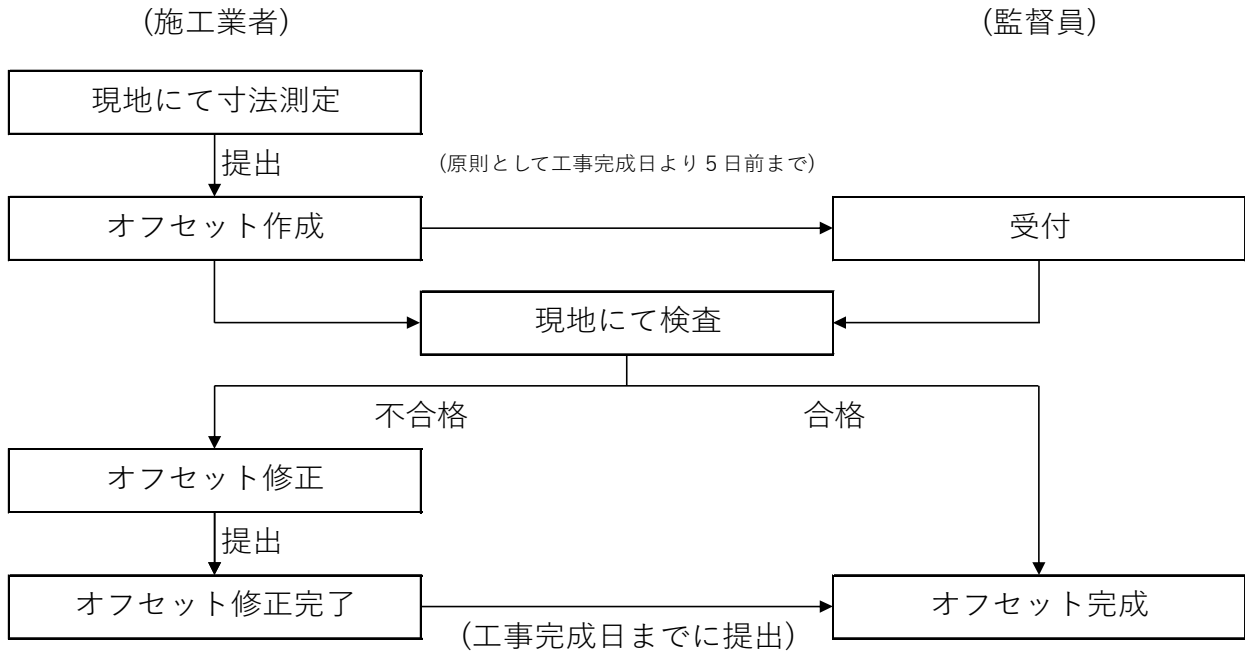 (施工業者)
(監督員)
現地にて寸法測定
提出
(原則として工事完成日より5日前まで)
オフセット作成
受付
現地にて検査
不合格
合格
オフセット修正
提出
オフセット修正完了
オフセット完成
(工事完成日までに提出)